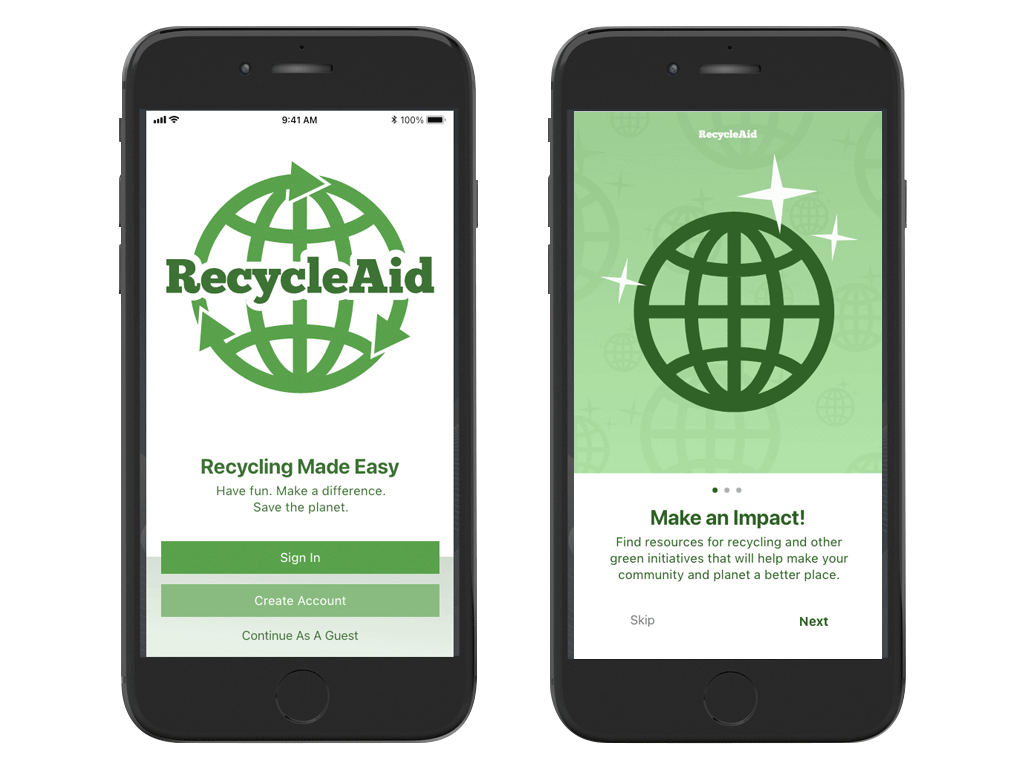 9:41 AM
100%
RecycleAid
Recycling Made Easy
Have fun. Make a difference.
Save the planet.
Sign In
Create Account
Continue As A Guest
RecycleAid
Make an Impact!
Find resources for recycling and other
green initiatives that will help make your
community and planet a better place.
Skip
Next